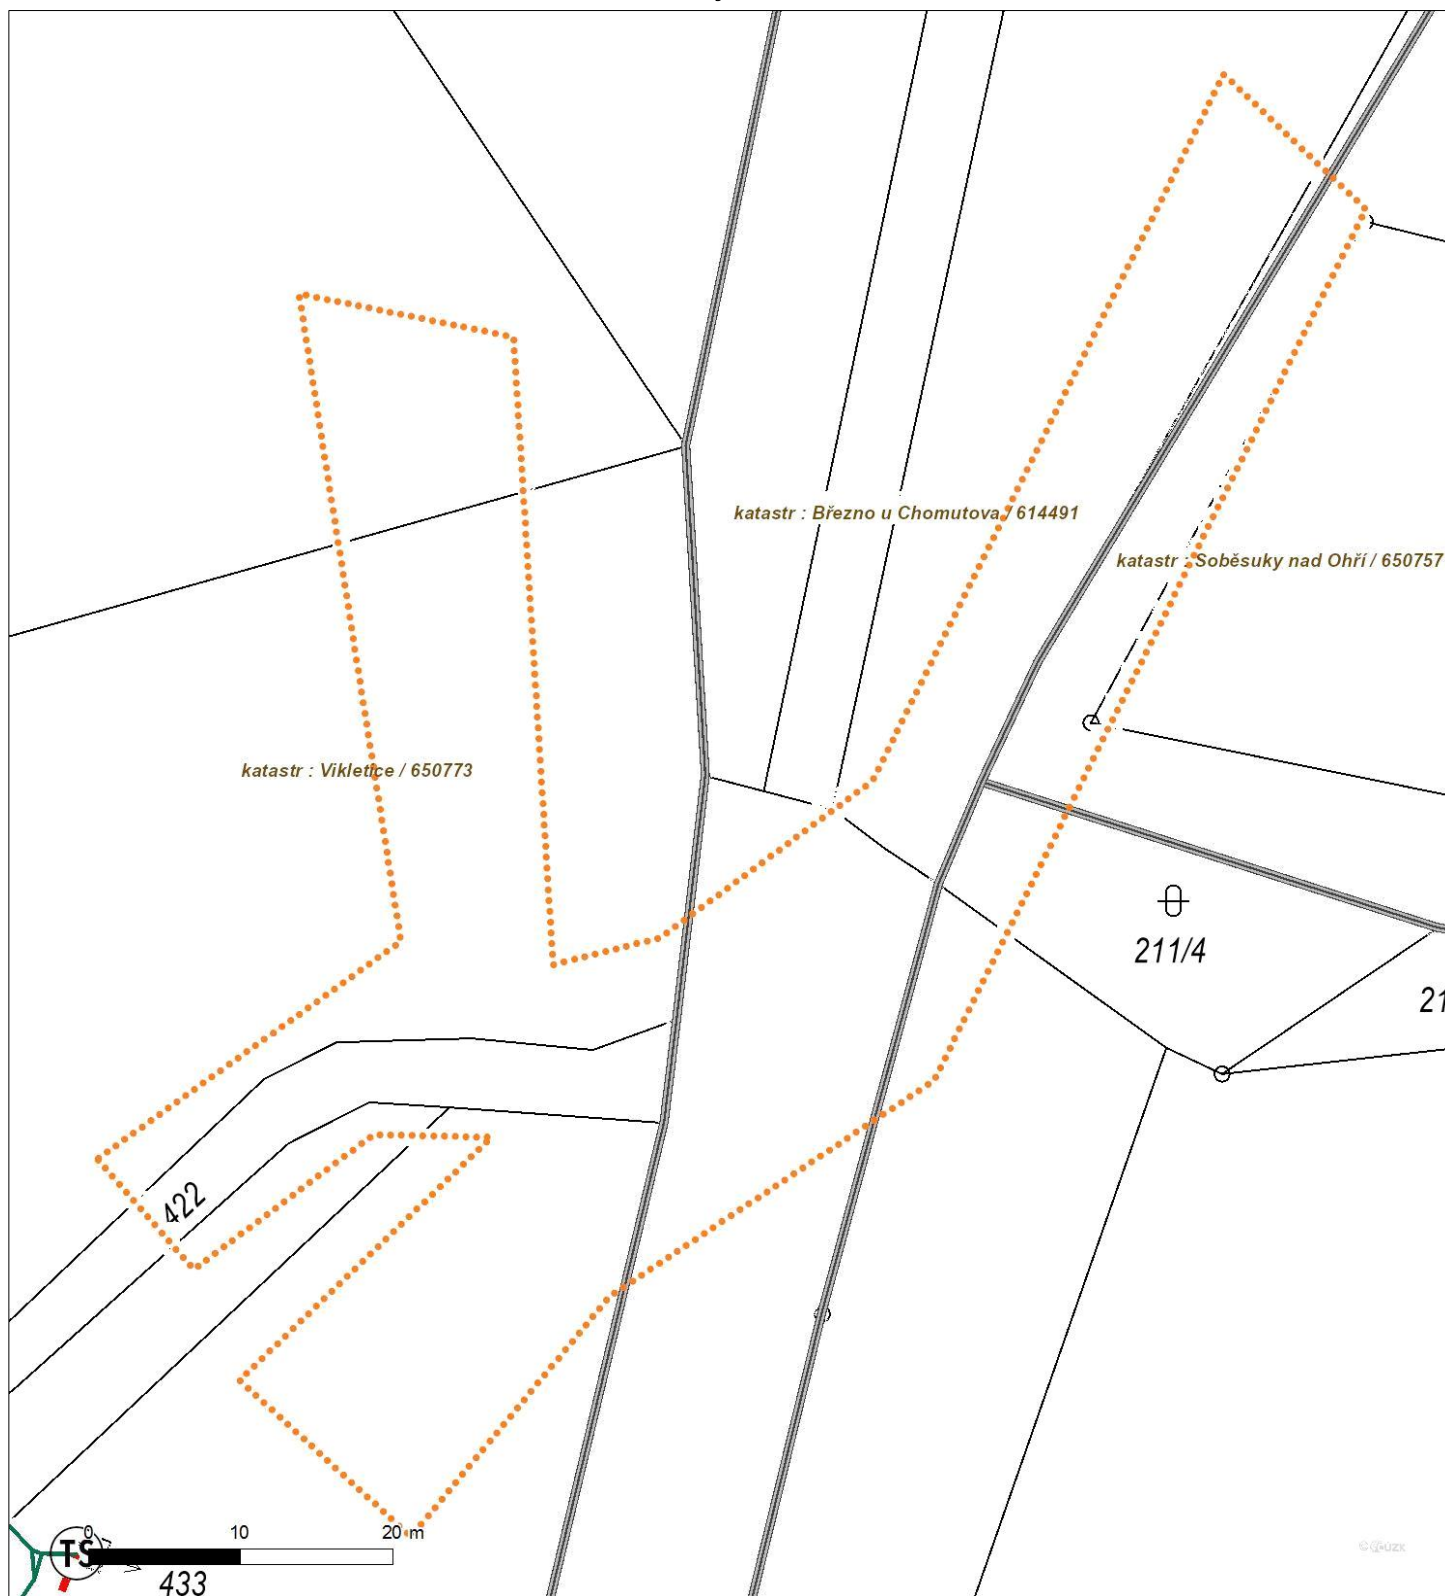 katastr : Březno u Chomutova / 614491
katastr : Soběsuky nad Ohří / 650757
katastr : Vikletice / 650773
211/4
21
422
0 10 20 m
TS
433